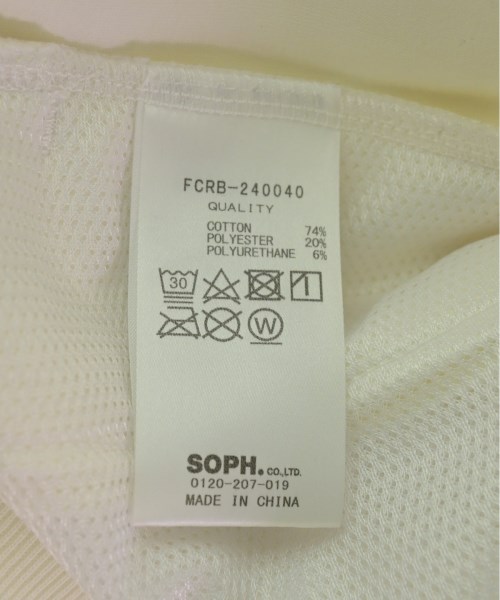 FCRB-240040
QUALITY
COTTON 74%
POLYESTER 20%
POLYURETHANE 6%
30
W
SOPH. CO.,LTD.
0120-207-019
MADE IN CHINA